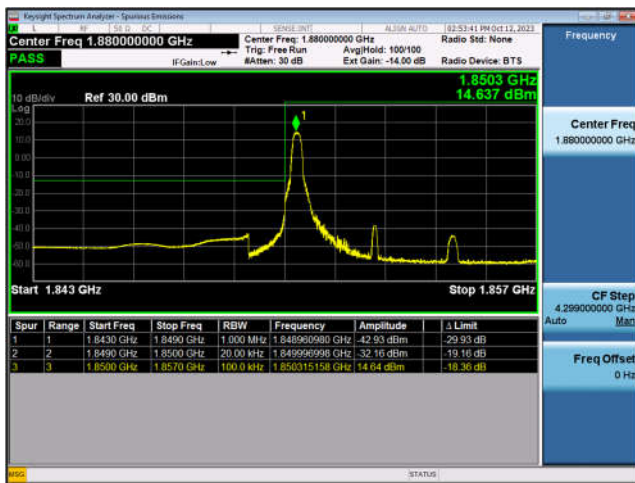 Keysight Spectrum Analyzer - Spurious Emissions
L RF 50 Ω DC SENSE:INT ALIGN AUTO 02:53:41 PM Oct 12, 2023
Center Freq 1.880000000 GHz Center Freq: 1.880000000 GHz Radio Std: None
PASS Trig: Free Run Avg|Hold: 100/100
IFGain:Low #Atten: 30 dB Ext Gain: -14.00 dB Radio Device: BTS
1.8503 GHz
10 dB/div Ref 30.00 dBm 14.637 dBm
Log
20.0
10.0
0.00
-10.0
-20.0
-30.0
-40.0
-50.0
-60.0
1
Start 1.843 GHz Stop 1.857 GHz
Spur Range Start Freq Stop Freq RBW Frequency Amplitude Δ Limit
1 1 1.8430 GHz 1.8490 GHz 1.000 MHz 1.848960980 GHz -42.93 dBm -29.93 dB
2 2 1.8490 GHz 1.8500 GHz 20.00 kHz 1.849996998 GHz -32.16 dBm -19.16 dB
3 3 1.8500 GHz 1.8570 GHz 100.0 kHz 1.850315158 GHz 14.64 dBm -18.36 dB
Frequency
Center Freq
1.880000000 GHz
CF Step
4.299000000 GHz
Auto Man
Freq Offset
0 Hz
MSG STATUS